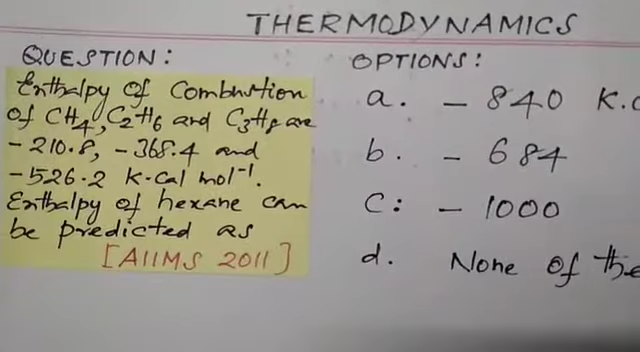 THERMODYNAMICS
QUESTION:
Enthalpy of Combustion
of CH4, C2H6 and C3H8 are
-210.8, -368.4 and
-526.2 K.Cal mol-1.
Enthalpy of hexane can
be predicted as
[AIIMS 2011]
OPTIONS:
a. - 840 K.C
b. - 684
C: - 1000
d. None of the